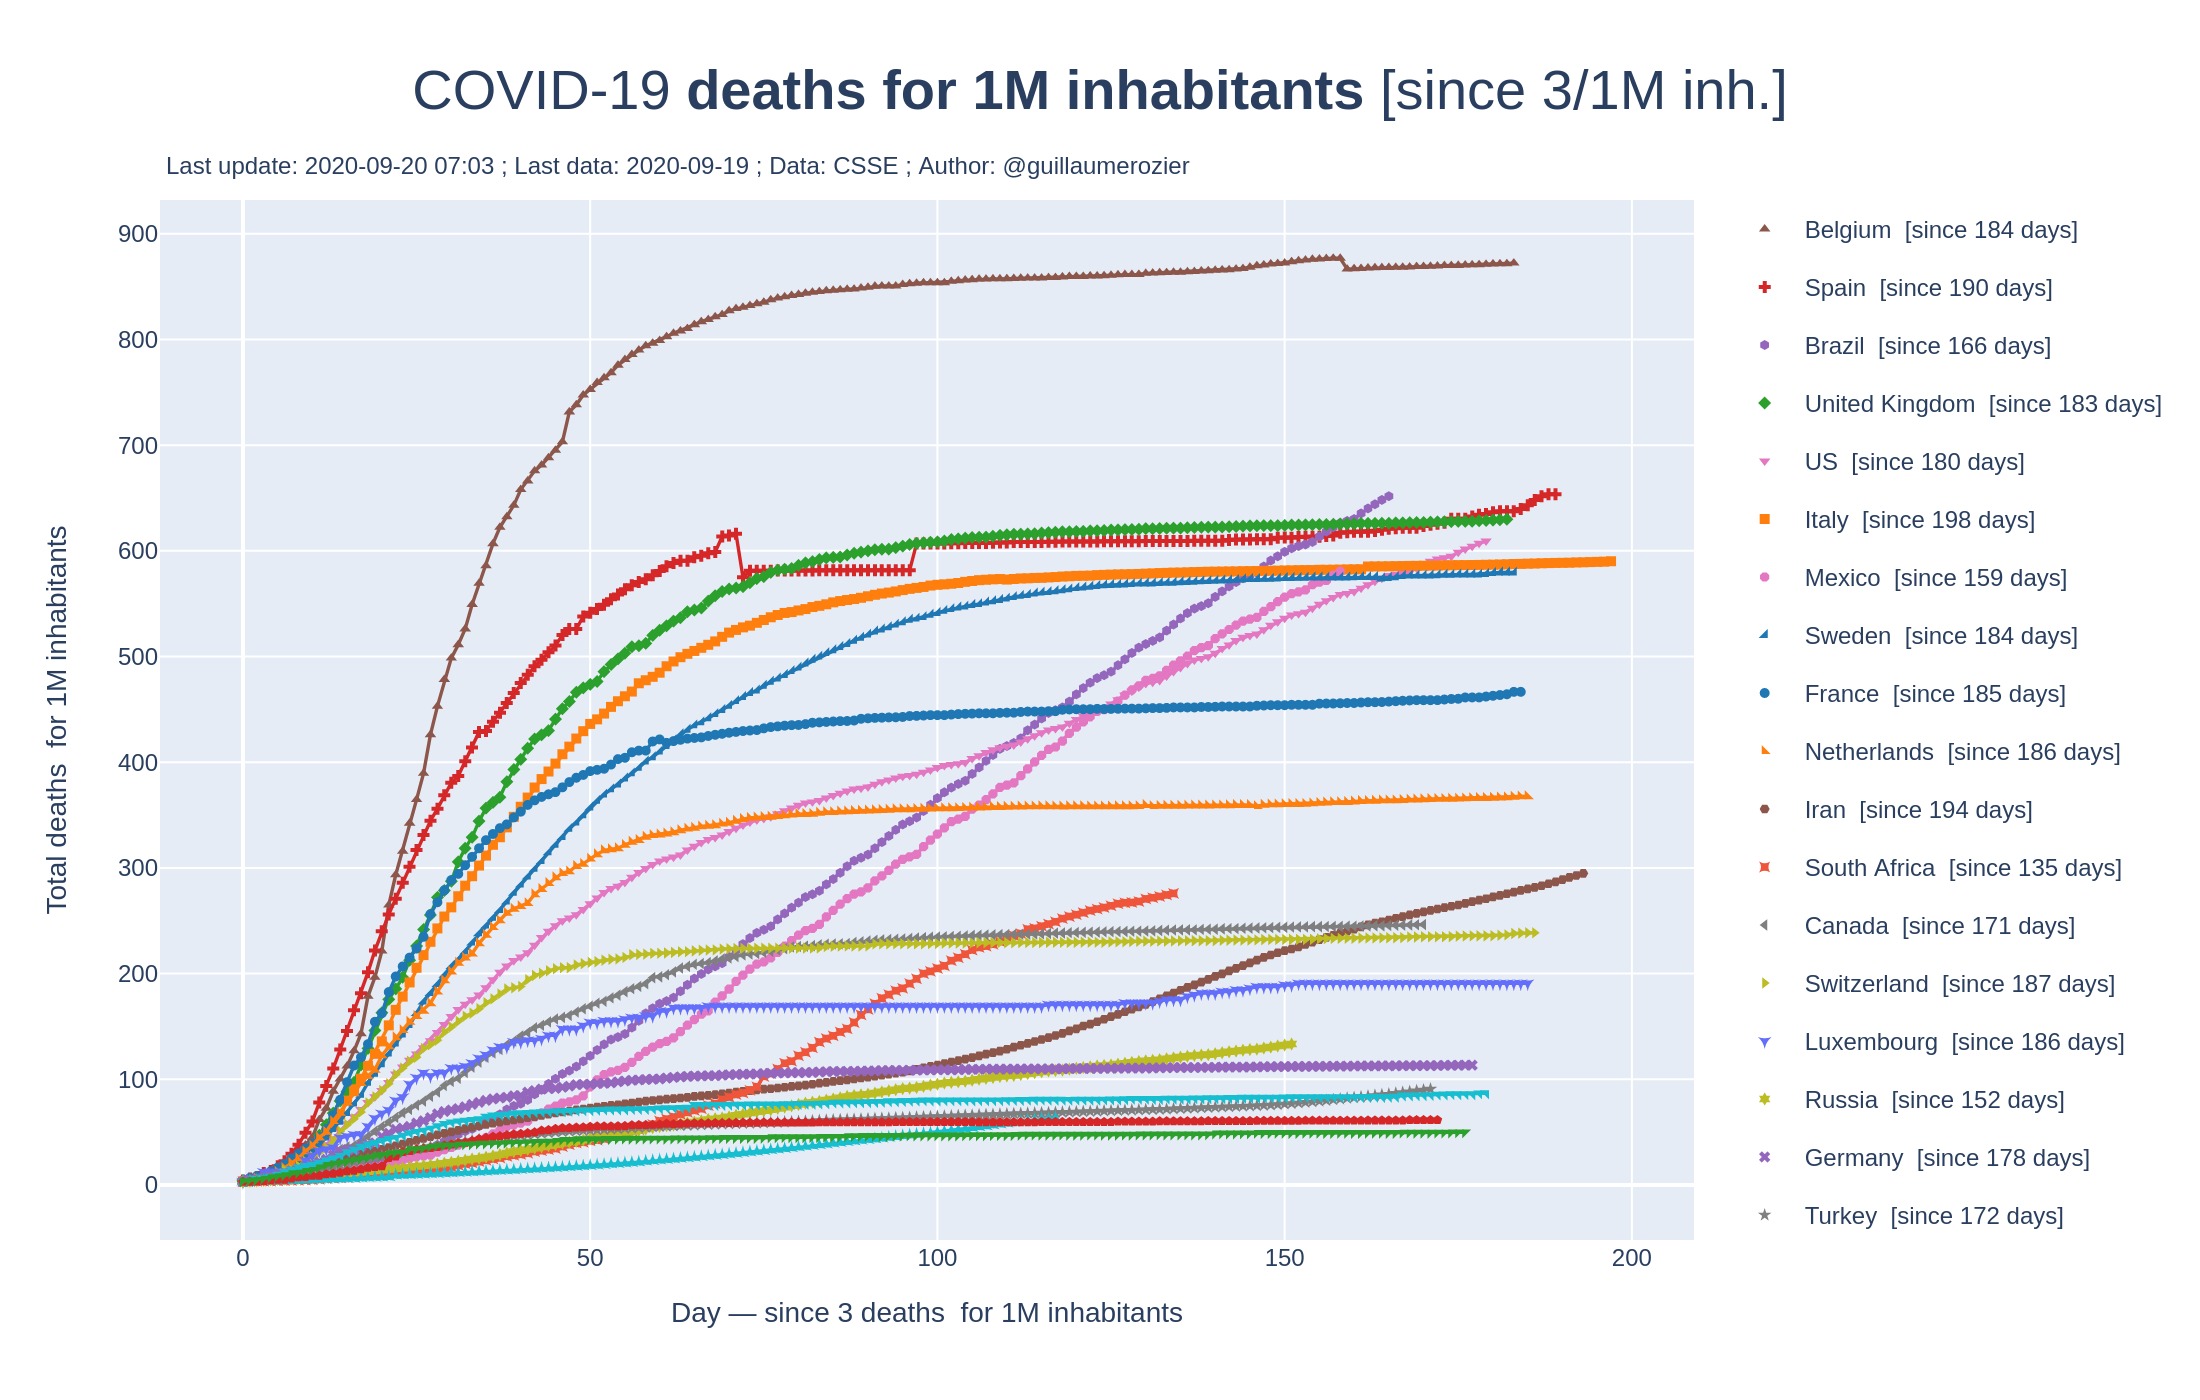 COVID-19 deaths for 1M inhabitants [since 3/1M inh.]
Last update: 2020-09-20 07:03 ; Last data: 2020-09-19 ; Data: CSSE ; Author: @guillaumerozier
Total deaths for 1M inhabitants
900
800
700
600
500
400
300
200
100
0
0 50 100 150 200
Day — since 3 deaths for 1M inhabitants
Belgium [since 184 days]
Spain [since 190 days]
Brazil [since 166 days]
United Kingdom [since 183 days]
US [since 180 days]
Italy [since 198 days]
Mexico [since 159 days]
Sweden [since 184 days]
France [since 185 days]
Netherlands [since 186 days]
Iran [since 194 days]
South Africa [since 135 days]
Canada [since 171 days]
Switzerland [since 187 days]
Luxembourg [since 186 days]
Russia [since 152 days]
Germany [since 178 days]
Turkey [since 172 days]